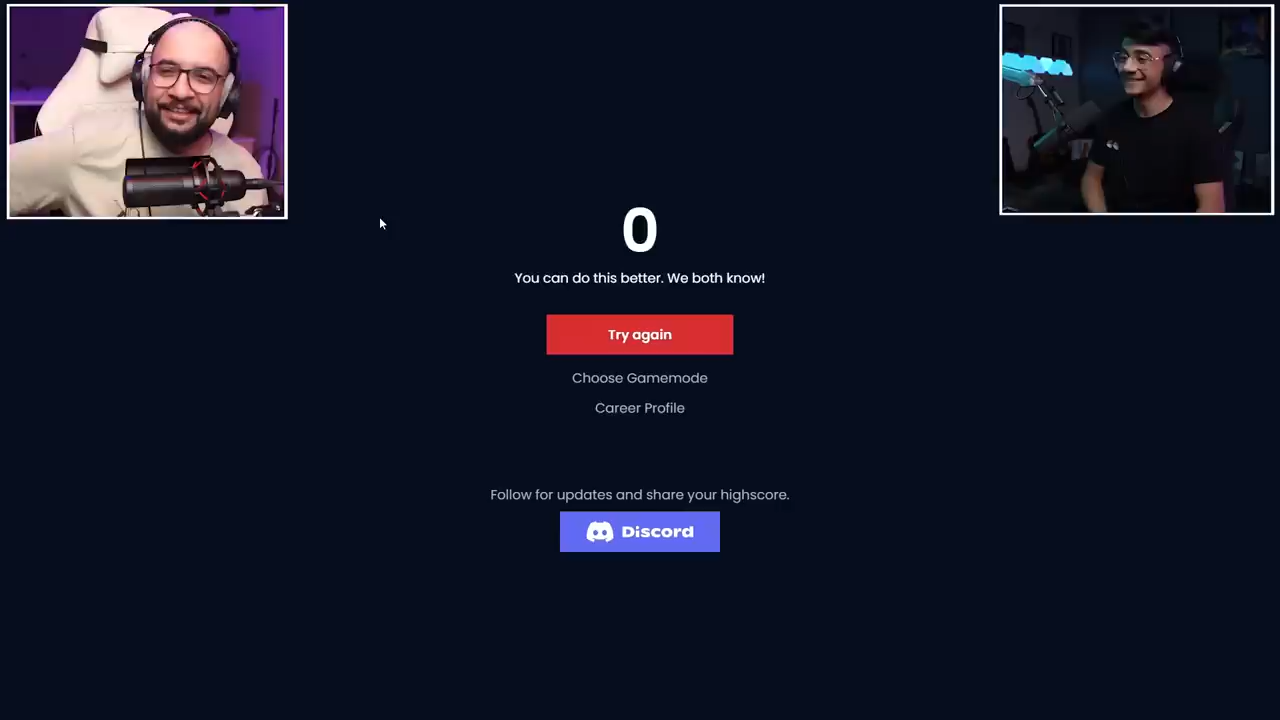 0
You can do this better. We both know!
Try again
Choose Gamemode
Career Profile
Follow for updates and share your highscore.
Discord